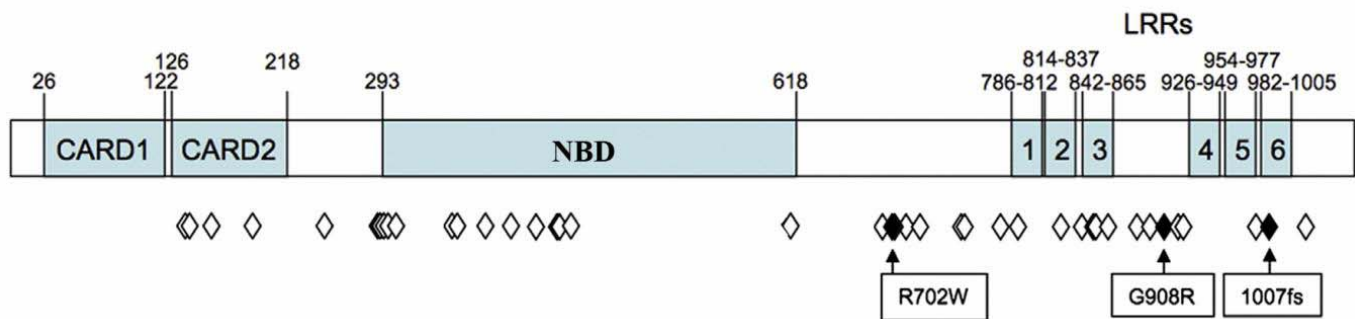 LRRs
126 218 814-837 954-977
26 122 293 618 786-812 842-865 926-949 982-1005
CARD1 CARD2 NBD 1 2 3 4 5 6
R702W G908R 1007fs